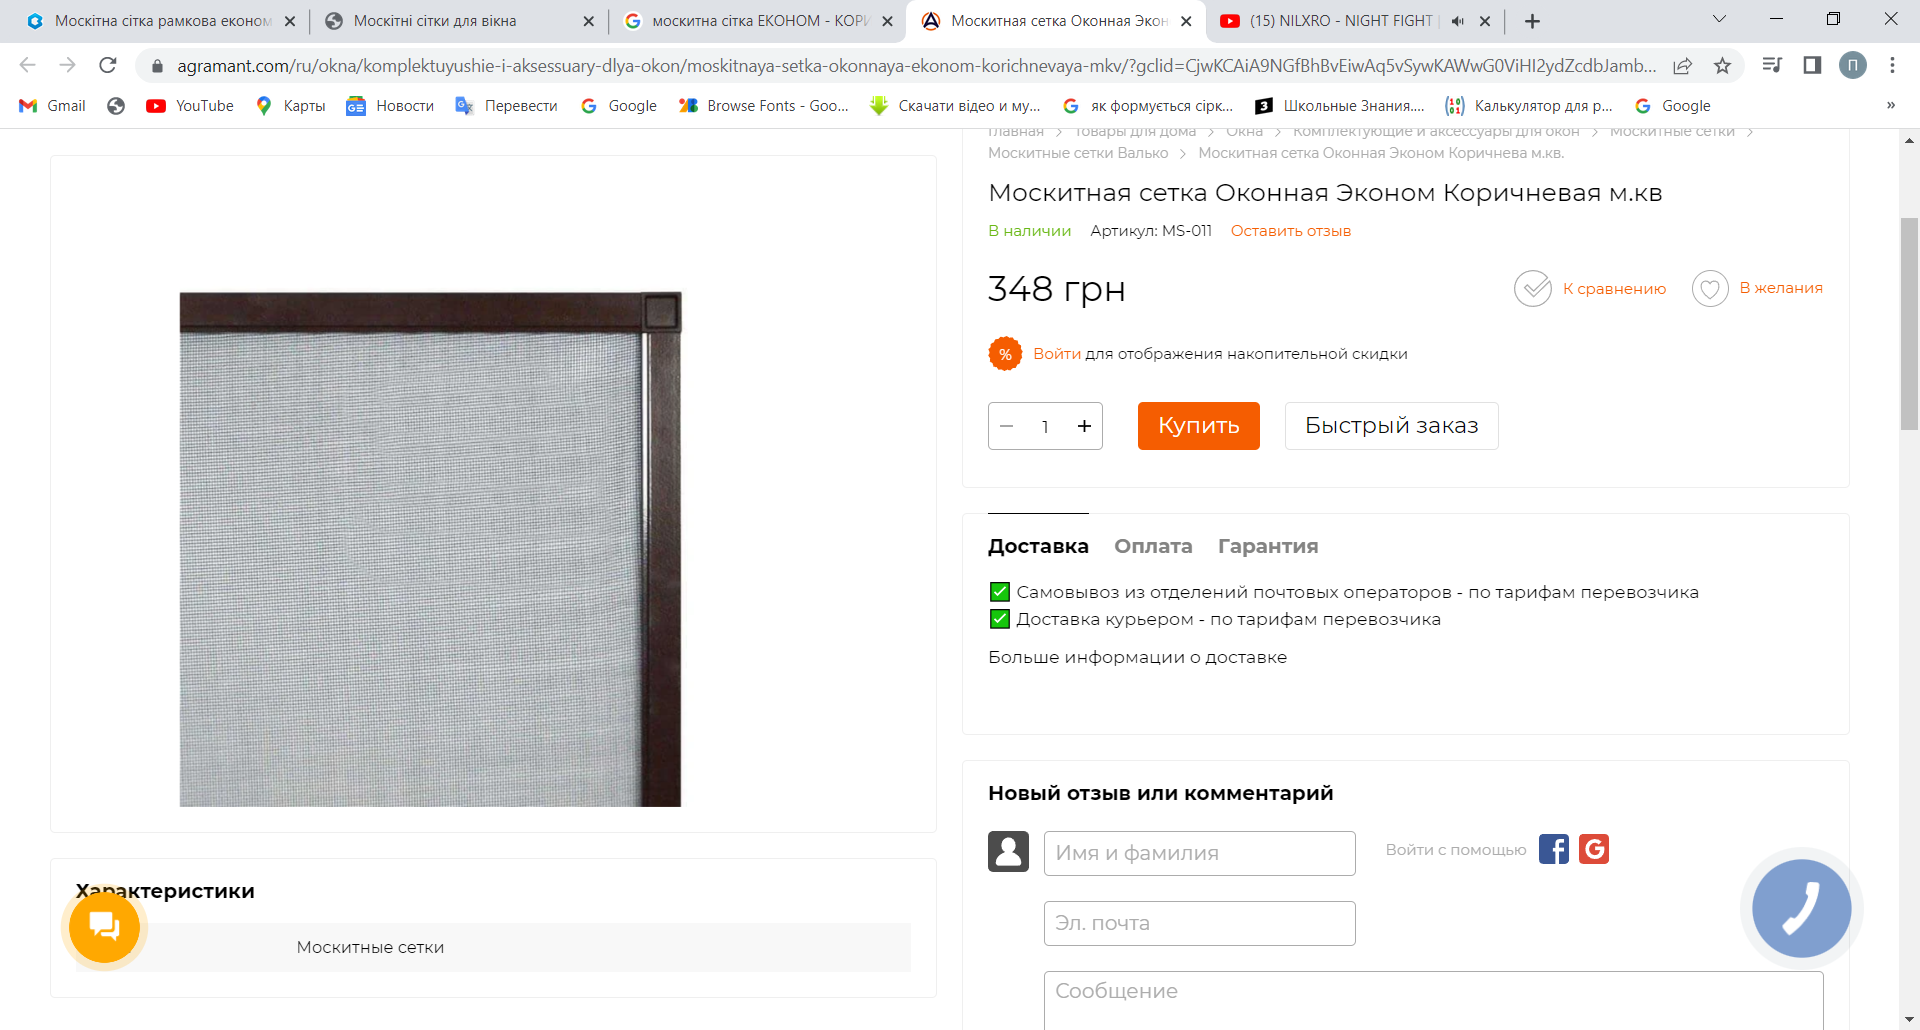 Москітна сітка рамкова економ
Москітні сітки для вікна
москитна сітка ЕКОНОМ - КОРИ
Москитная сетка Оконная Экон
(15) NILXRO - NIGHT FIGHT |
agramant.com/ru/okna/komplektuyushie-i-aksessuary-dlya-okon/moskitnaya-setka-okonnaya-ekonom-korichnevaya-mkv/?gclid=CjwKCAiA9NGfBhBvEiwAq5vSywKAWwG0ViHI2ydZcdbJamb...
П
Gmail
YouTube
Карты
Новости
Перевести
Google
Browse Fonts - Goo...
Скачати відео и му...
як формується сірк...
Школьные Знания....
Калькулятор для р...
Google
»
Главная > Товары для дома > Окна > Комплектующие и аксессуары для окон > Москитные сетки >
Москитные сетки Валько > Москитная сетка Оконная Эконом Коричнева м.кв.
Москитная сетка Оконная Эконом Коричневая м.кв
В наличии Артикул: MS-011 Оставить отзыв
348 грн
К сравнению
В желания
% Войти для отображения накопительной скидки
− 1 +
Купить
Быстрый заказ
Доставка Оплата Гарантия
✅ Самовывоз из отделений почтовых операторов - по тарифам перевозчика
✅ Доставка курьером - по тарифам перевозчика
Больше информации о доставке
Новый отзыв или комментарий
Имя и фамилия
Войти с помощью
Эл. почта
Сообщение
Характеристики
Москитные сетки